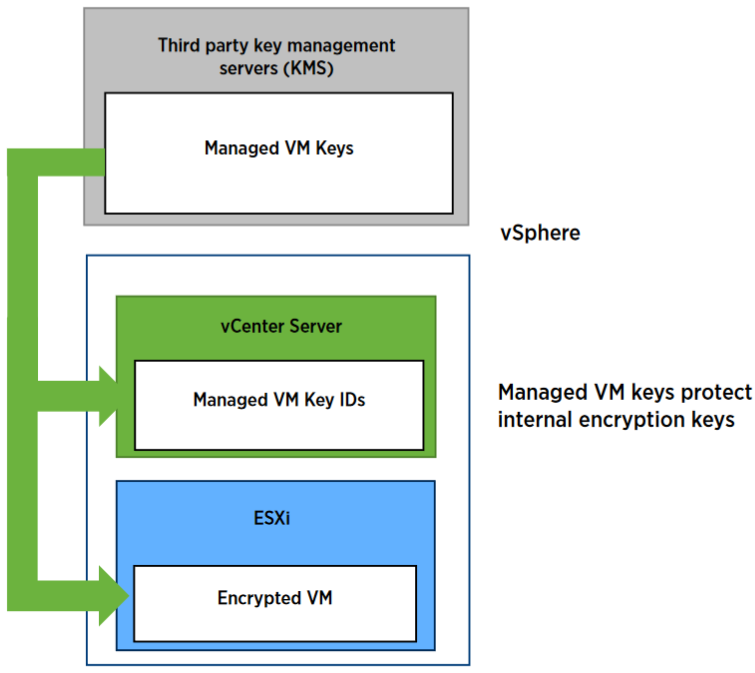 Third party key management
servers (KMS)
Managed VM Keys
vSphere
vCenter Server
Managed VM Key IDs
Managed VM keys protect
internal encryption keys
ESXi
Encrypted VM